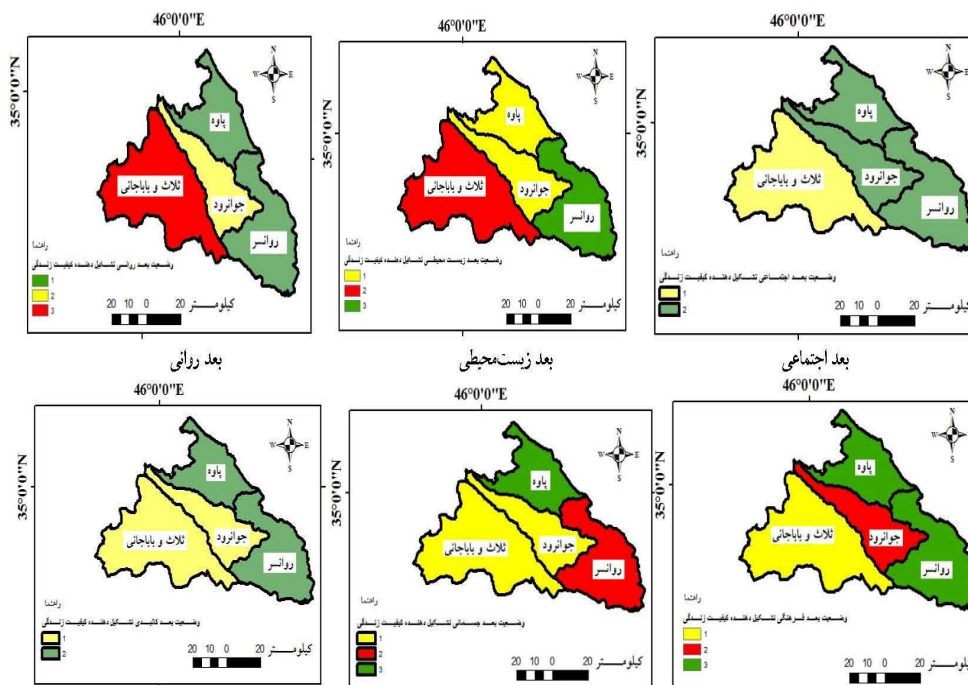 46°0'0"E
35°0'0"N
N
W E
S
پاوه
ثلاث و باباجانی
جوانرود
روانسر
راهنما
وضعیت بعد روانی تشکیل دهنده کیفیت زندگی
1
2
3
20 10 0 20 کیلومتر
بعد روانی
46°0'0"E
35°0'0"N
N
W E
S
پاوه
ثلاث و باباجانی
جوانرود
روانسر
راهنما
وضعیت بعد زیست محیطی تشکیل دهنده کیفیت زندگی
1
2
3
20 10 0 20 کیلومتر
بعد زیست‌محیطی
46°0'0"E
35°0'0"N
N
W E
S
پاوه
ثلاث و باباجانی
جوانرود
روانسر
راهنما
وضعیت بعد اجتماعی تشکیل دهنده کیفیت زندگی
1
2
20 10 0 20 کیلومتر
بعد اجتماعی
46°0'0"E
35°0'0"N
N
W E
S
پاوه
ثلاث و باباجانی
جوانرود
روانسر
راهنما
وضعیت بعد کالبدی تشکیل دهنده کیفیت زندگی
1
2
20 10 0 20 کیلومتر
46°0'0"E
35°0'0"N
N
W E
S
پاوه
ثلاث و باباجانی
جوانرود
روانسر
راهنما
وضعیت بعد جسمانی تشکیل دهنده کیفیت زندگی
1
2
3
20 10 0 20 کیلومتر
46°0'0"E
35°0'0"N
N
W E
S
پاوه
ثلاث و باباجانی
جوانرود
روانسر
راهنما
وضعیت بعد فرهنگی تشکیل دهنده کیفیت زندگی
1
2
3
20 10 0 20 کیلومتر